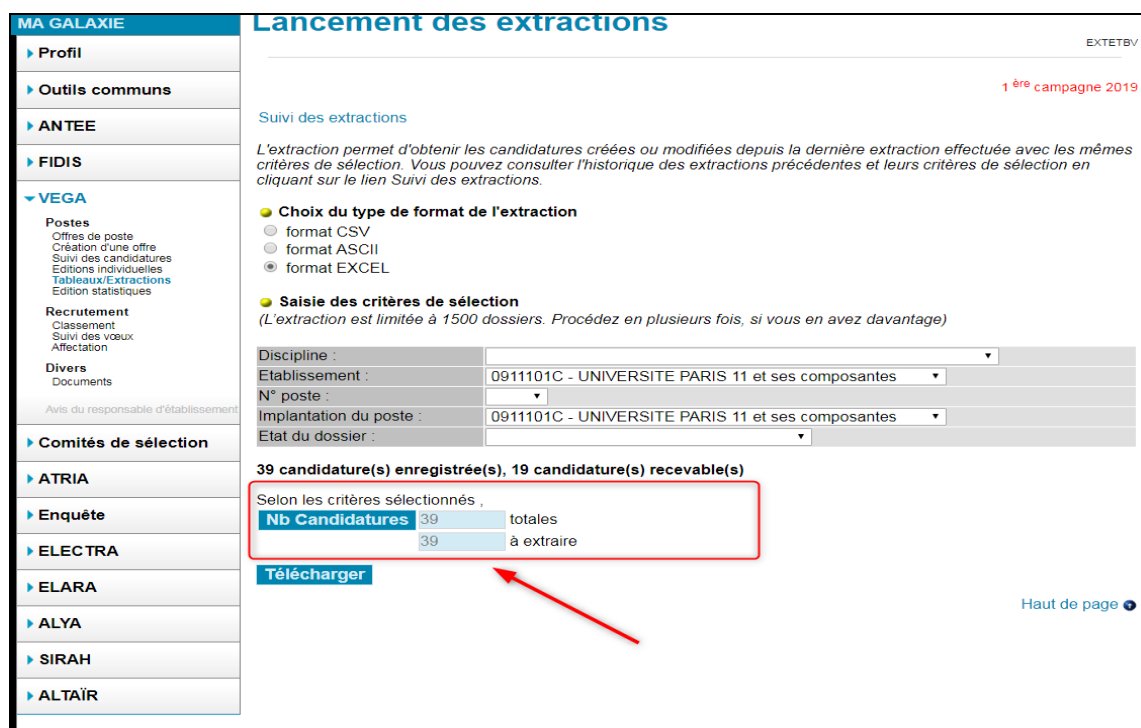 MA GALAXIE
Profil
Outils communs
ANTEE
FIDIS
VEGA
Postes
Offres de poste
Création d'une offre
Suivi des candidatures
Editions individuelles
Tableaux/Extractions
Edition statistiques
Recrutement
Classement
Suivi des vœux
Affectation
Divers
Documents
Avis du responsable d'établissement
Comités de sélection
ATRIA
Enquête
ELECTRA
ELARA
ALYA
SIRAH
ALTAÏR
Lancement des extractions
EXTETBV
1 ère campagne 2019
Suivi des extractions
L'extraction permet d'obtenir les candidatures créées ou modifiées depuis la dernière extraction effectuée avec les mêmes
critères de sélection. Vous pouvez consulter l'historique des extractions précédentes et leurs critères de sélection en
cliquant sur le lien Suivi des extractions.
Choix du type de format de l'extraction
format CSV
format ASCII
format EXCEL
Saisie des critères de sélection
(L'extraction est limitée à 1500 dossiers. Procédez en plusieurs fois, si vous en avez davantage)
Discipline :
Etablissement : 0911101C - UNIVERSITE PARIS 11 et ses composantes
N° poste :
Implantation du poste : 0911101C - UNIVERSITE PARIS 11 et ses composantes
Etat du dossier :
39 candidature(s) enregistrée(s), 19 candidature(s) recevable(s)
Selon les critères sélectionnés ,
Nb Candidatures 39 totales
39 à extraire
Télécharger
Haut de page